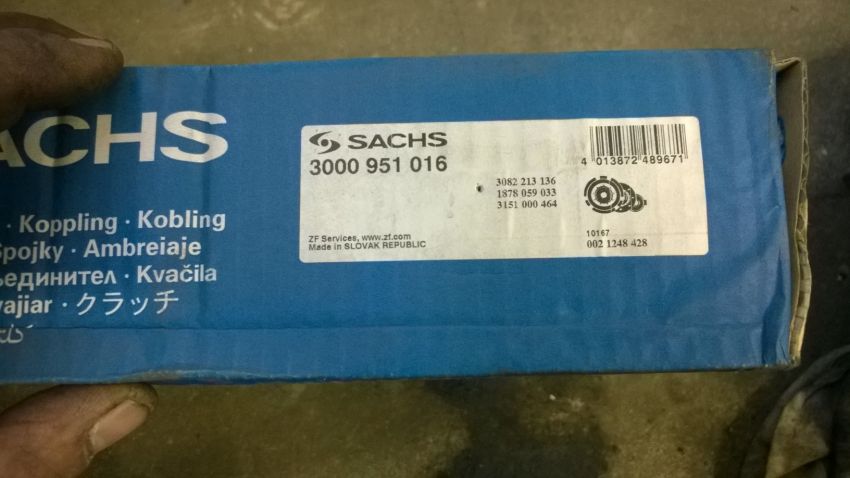 ACHS
· Koppling · Kobling
Spojky · Ambreiaje
ъединител · Kvačila
vajiar · クラッチ
SACHS
3000 951 016
3082 213 136
1878 059 033
3151 000 464
ZF Services, www.zf.com
Made in SLOVAK REPUBLIC
4 013872 489671
10167
002 1248 428